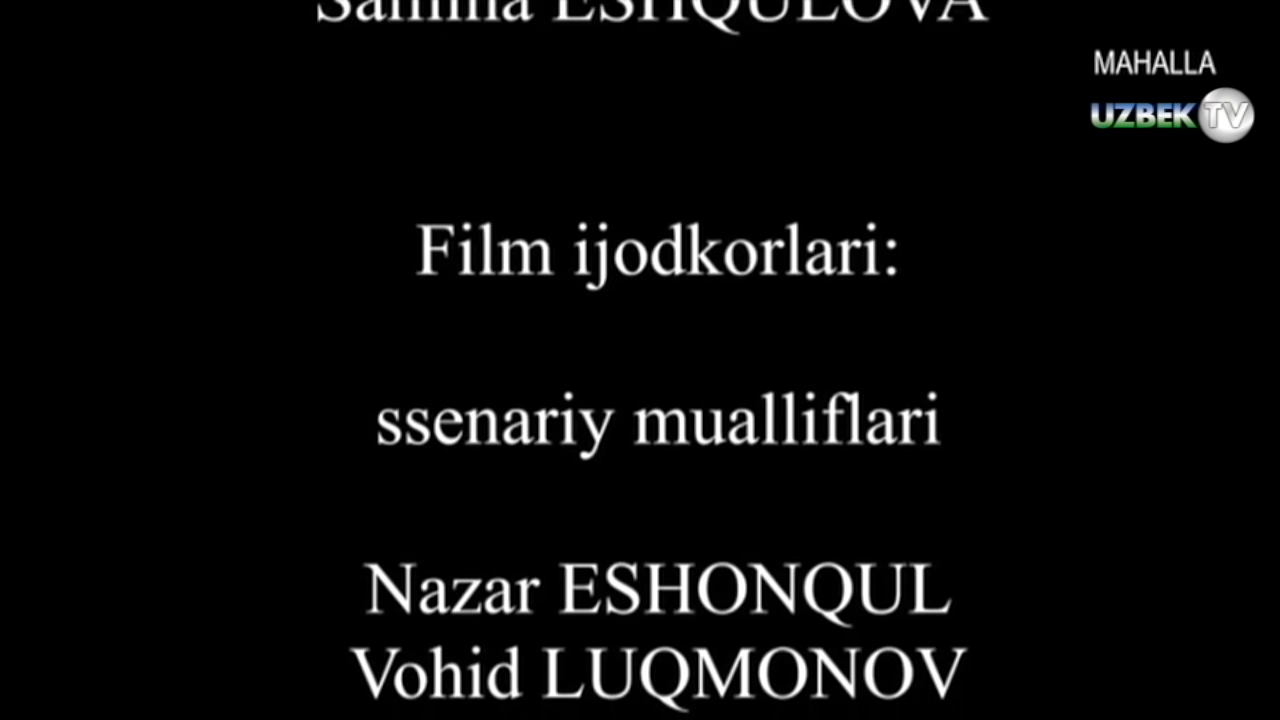 ESHQULOVA
MAHALLA
UZBEK TV
Film ijodkorlari:
ssenariy mualliflari
Nazar ESHONQUL
Vohid LUQMONOV